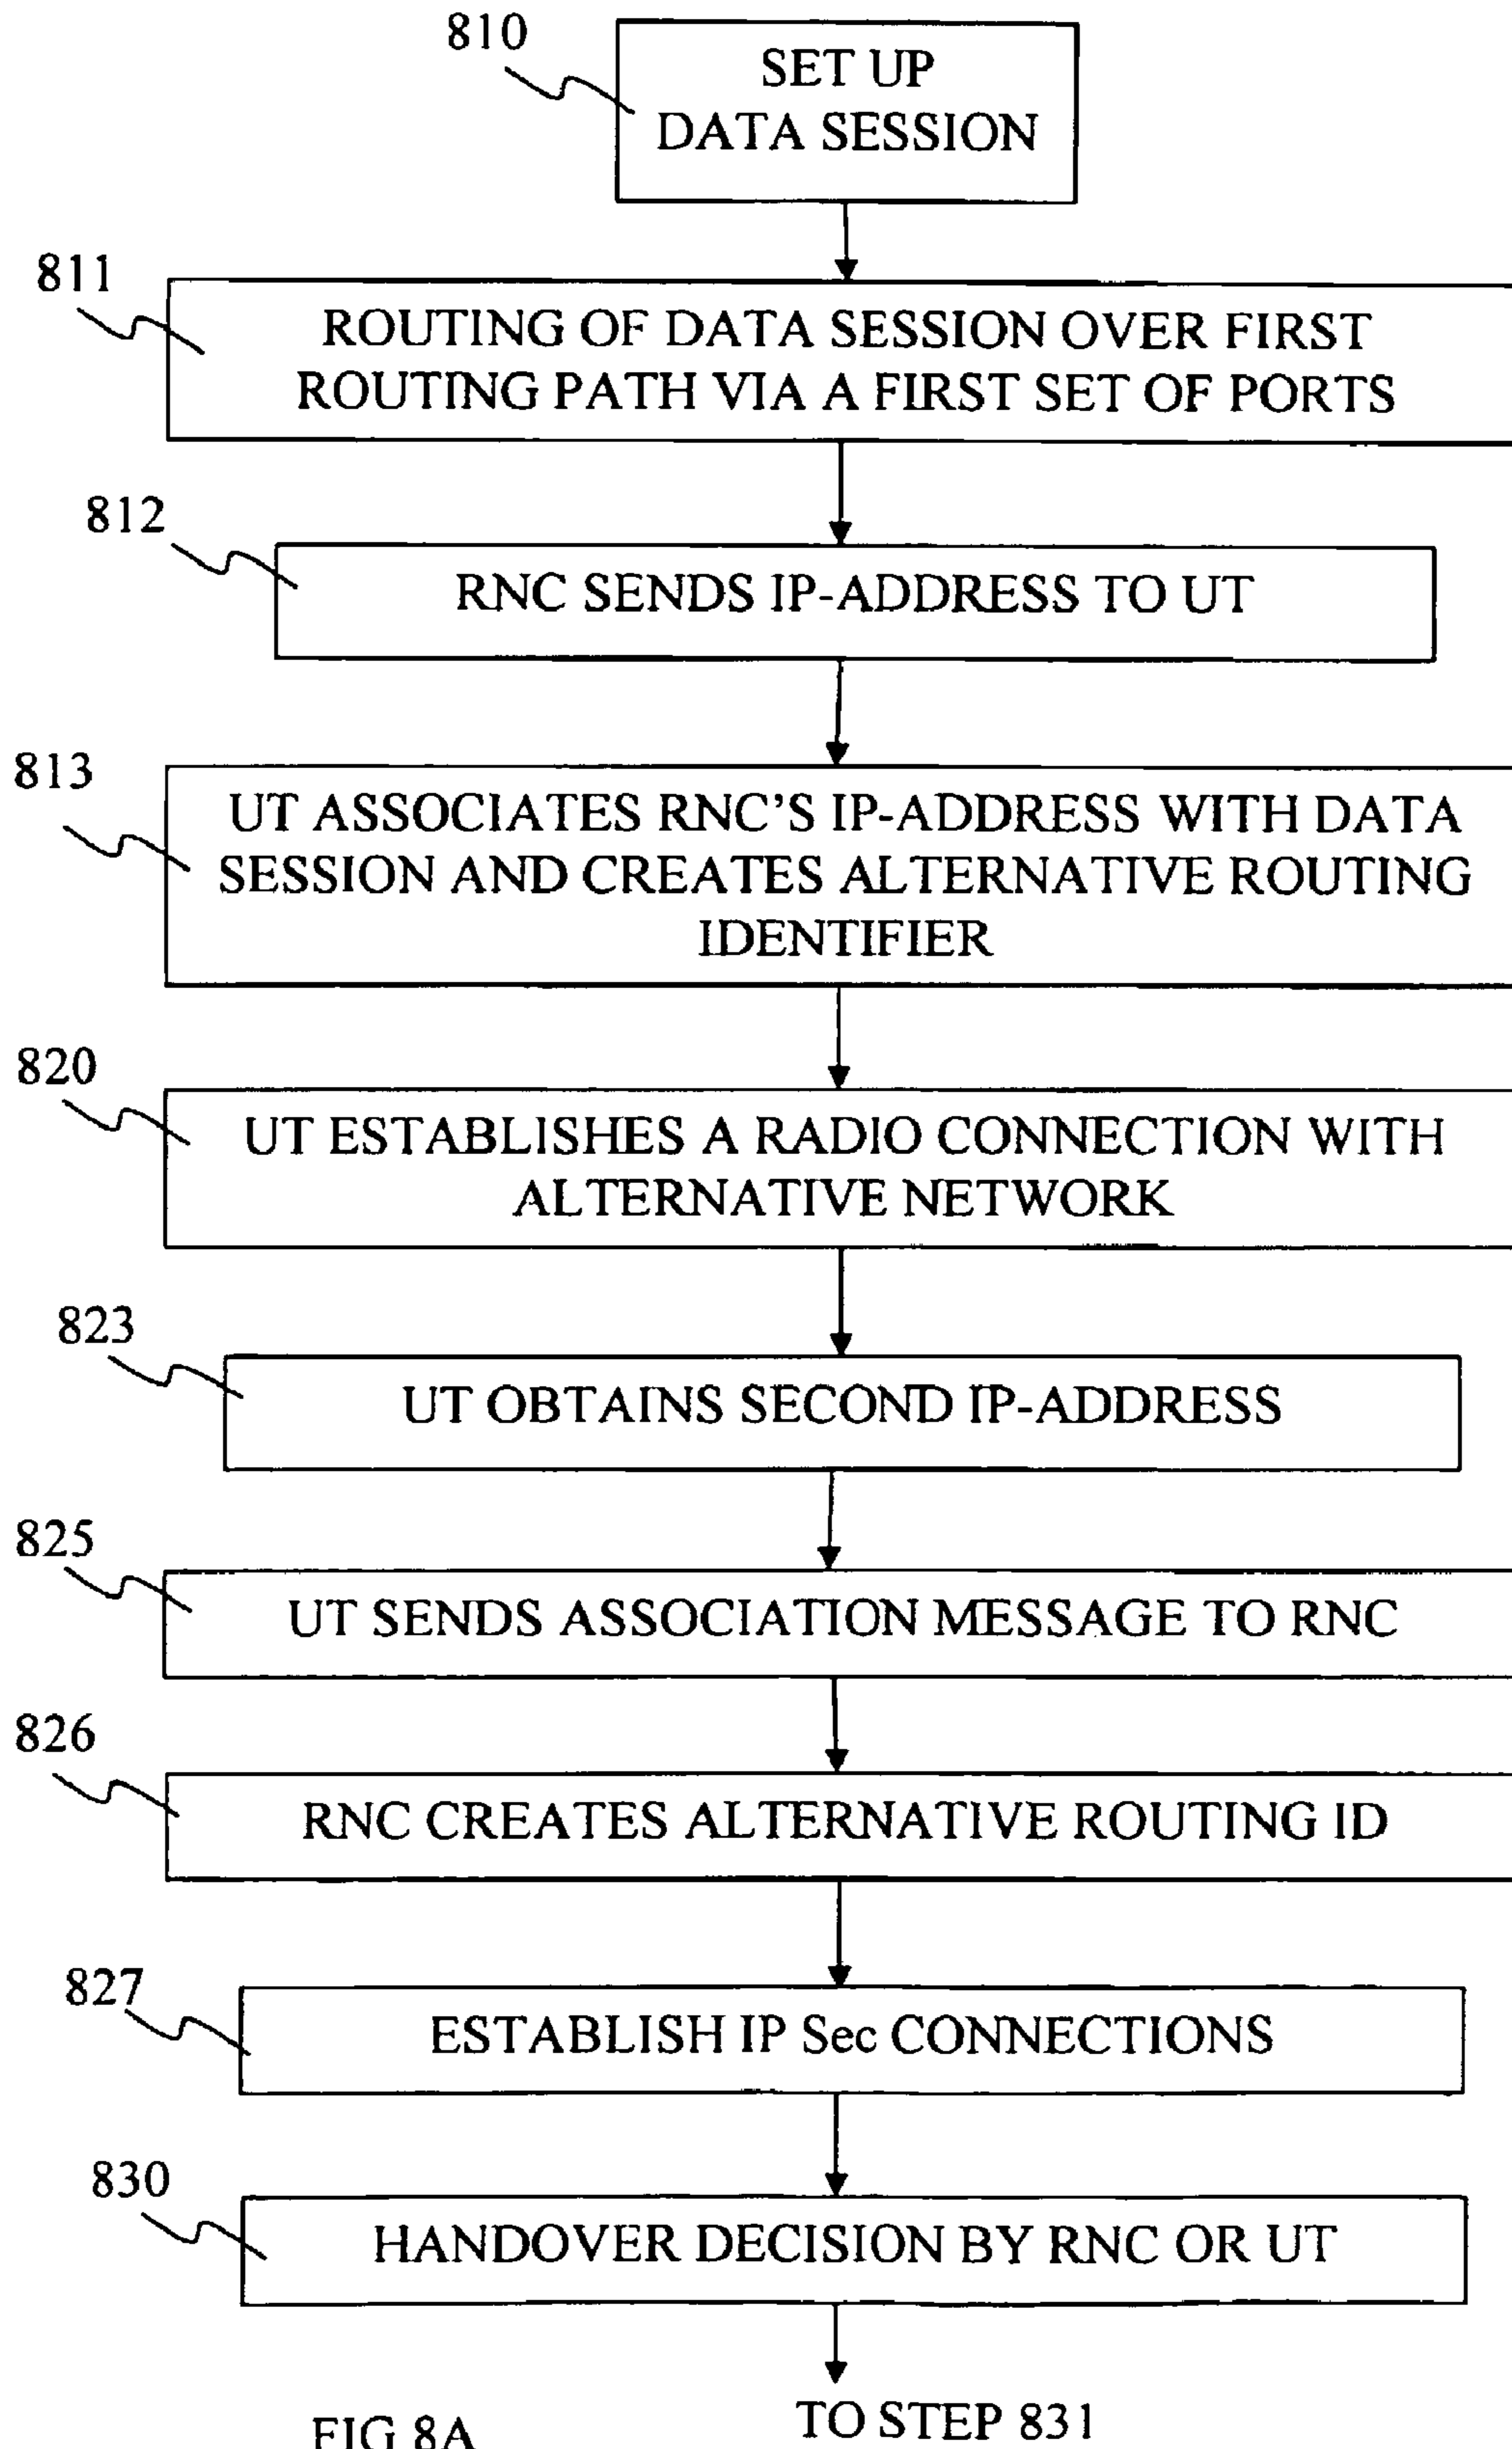 810
SET UP
DATA SESSION
811
ROUTING OF DATA SESSION OVER FIRST
ROUTING PATH VIA A FIRST SET OF PORTS
812
RNC SENDS IP-ADDRESS TO UT
813
UT ASSOCIATES RNC'S IP-ADDRESS WITH DATA
SESSION AND CREATES ALTERNATIVE ROUTING
IDENTIFIER
820
UT ESTABLISHES A RADIO CONNECTION WITH
ALTERNATIVE NETWORK
823
UT OBTAINS SECOND IP-ADDRESS
825
UT SENDS ASSOCIATION MESSAGE TO RNC
826
RNC CREATES ALTERNATIVE ROUTING ID
827
ESTABLISH IP Sec CONNECTIONS
830
HANDOVER DECISION BY RNC OR UT
TO STEP 831
FIG 8A